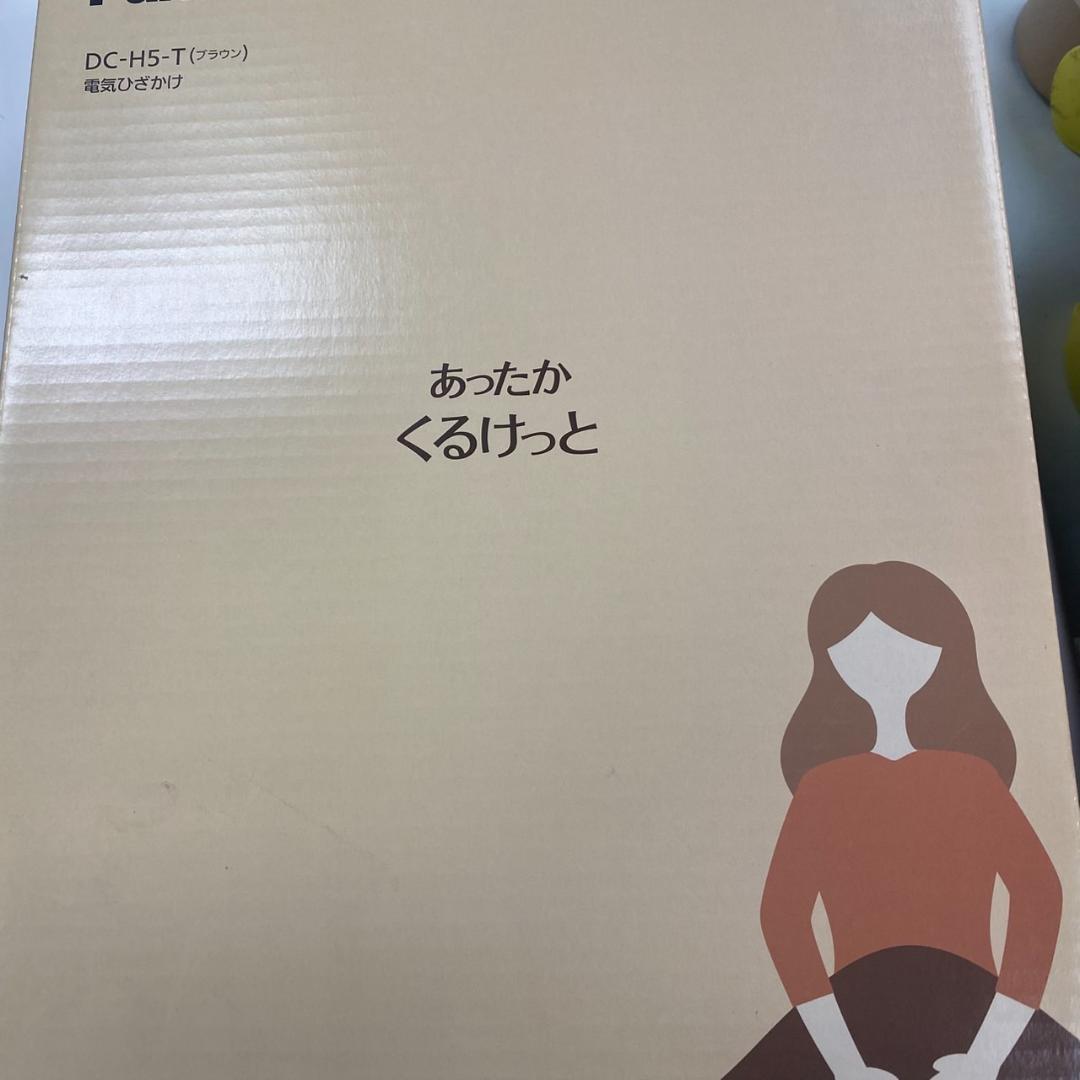 DC-H5-T(ブラウン)
電気ひざかけ
あったか
くるけっと